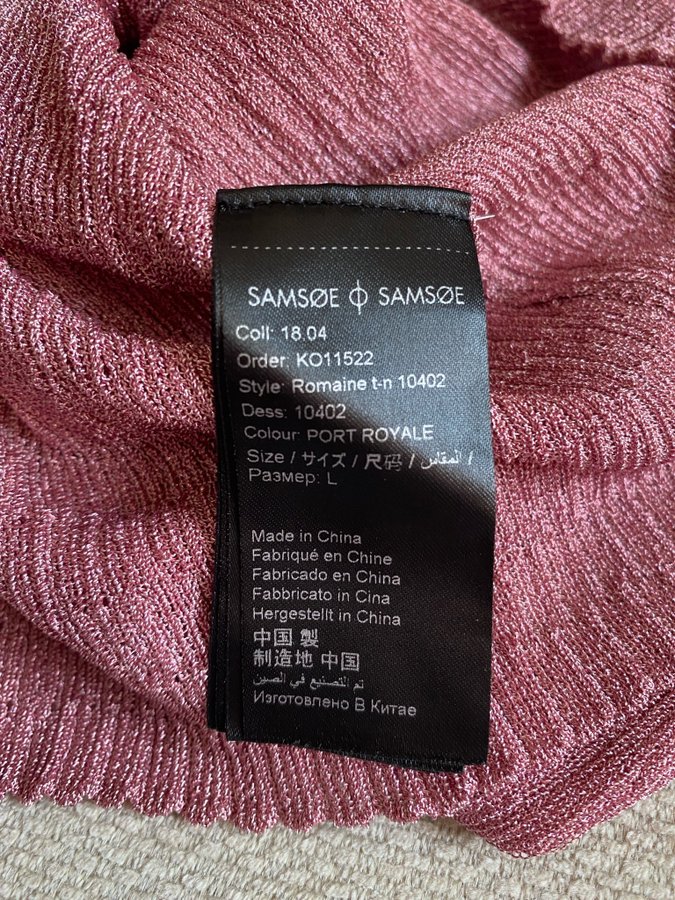 SAMSØE ϕ SAMSØE
Coll: 18.04
Order: KO11522
Style: Romaine t-n 10402
Dess: 10402
Colour: PORT ROYALE
Size / サイズ / 尺码 / المقاس /
Размер: L
Made in China
Fabriqué en Chine
Fabricado en China
Fabbricato in Cina
Hergestellt in China
中国 製
制造地 中国
تم التصنيع في الصين
Изготовлено В Китае